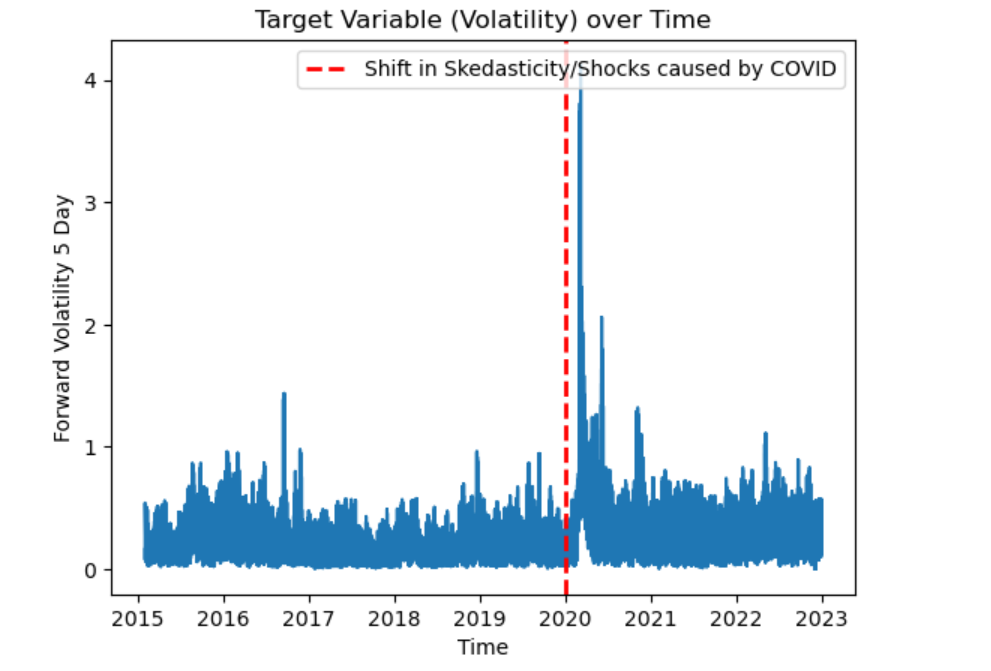 Target Variable (Volatility) over Time
Shift in Skedasticity/Shocks caused by COVID
Forward Volatility 5 Day
4
3
2
1
0
2015 2016 2017 2018 2019 2020 2021 2022 2023
Time